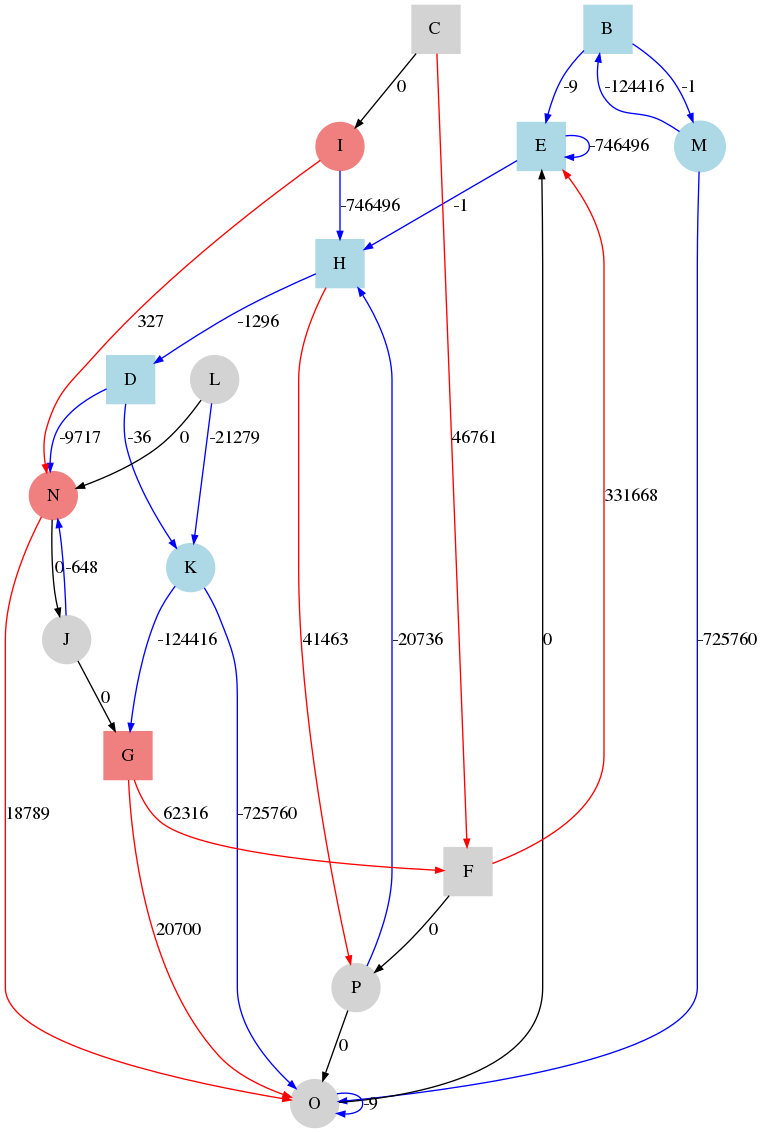 C B
0 -9 -124416 -1
I E -746496 M
-746496 -1
H
327 -1296
D L
-9717 -36 0 -21279 46761
N 331668
0 -648 K
J -124416 41463 -20736 0 -725760
0
G
18789 62316 -725760
F
20700 0
P
0
O -9